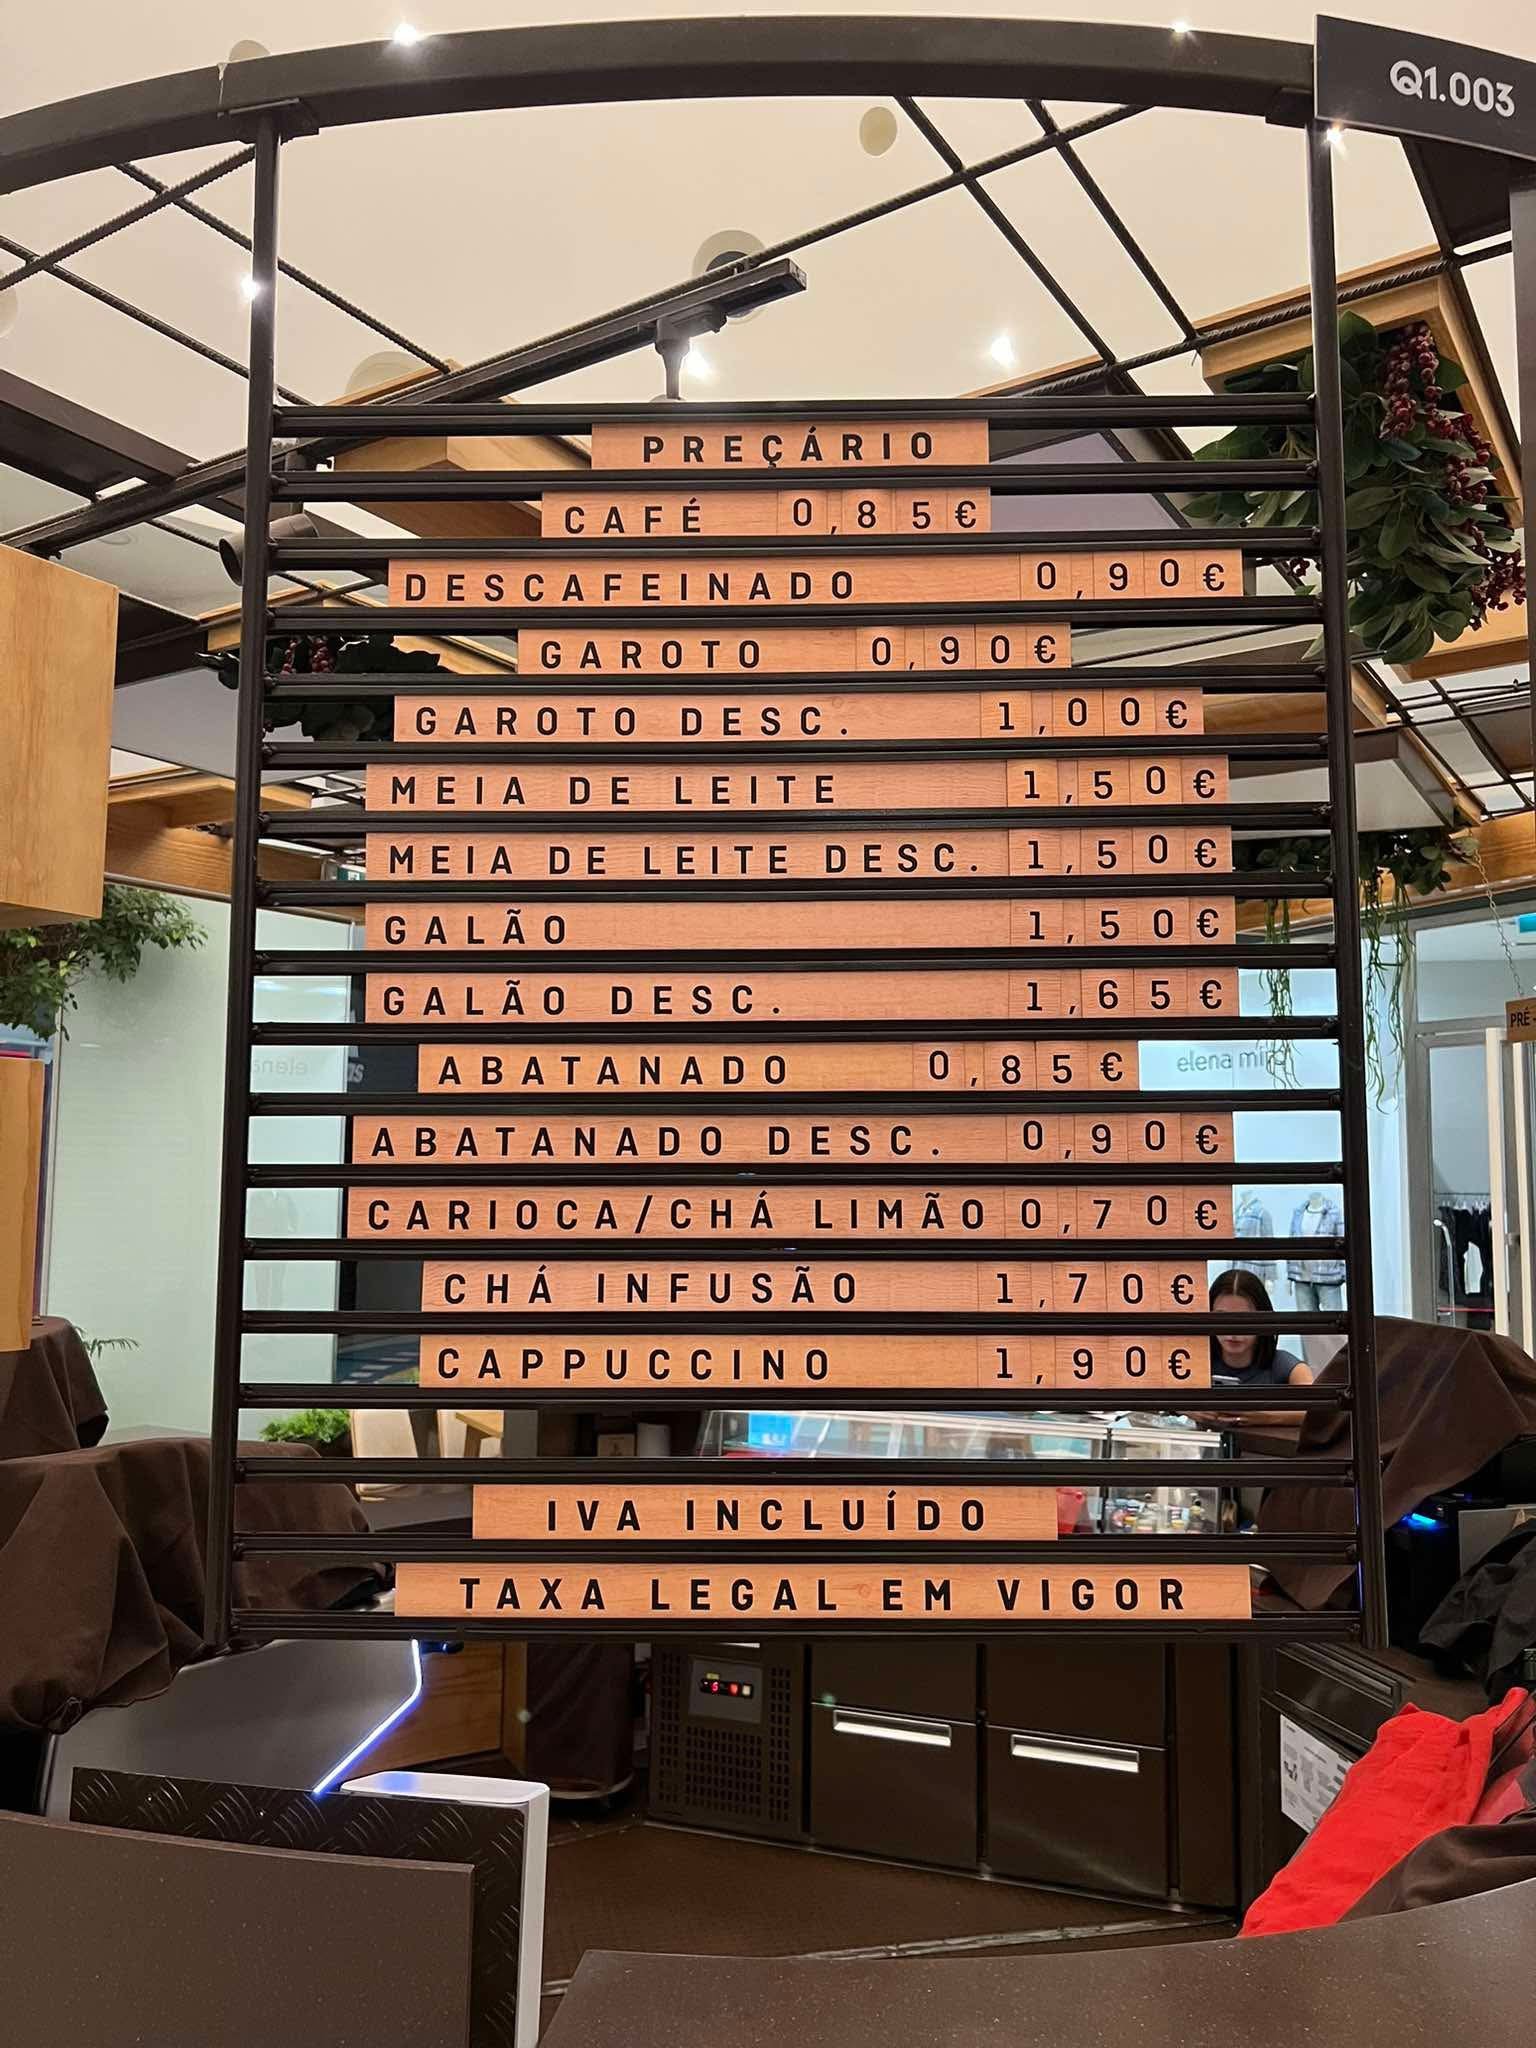 Q1.003
PREÇÁRIO
CAFÉ 0,85€
DESCAFEINADO 0,90€
GAROTO 0,90€
GAROTO DESC. 1,00€
MEIA DE LEITE 1,50€
MEIA DE LEITE DESC. 1,50€
GALÃO 1,50€
GALÃO DESC. 1,65€
ABATANADO 0,85€
ABATANADO DESC. 0,90€
CARIOCA/CHÁ LIMÃO 0,70€
CHÁ INFUSÃO 1,70€
CAPPUCCINO 1,90€
IVA INCLUÍDO
TAXA LEGAL EM VIGOR
elena miro
PRÉ-